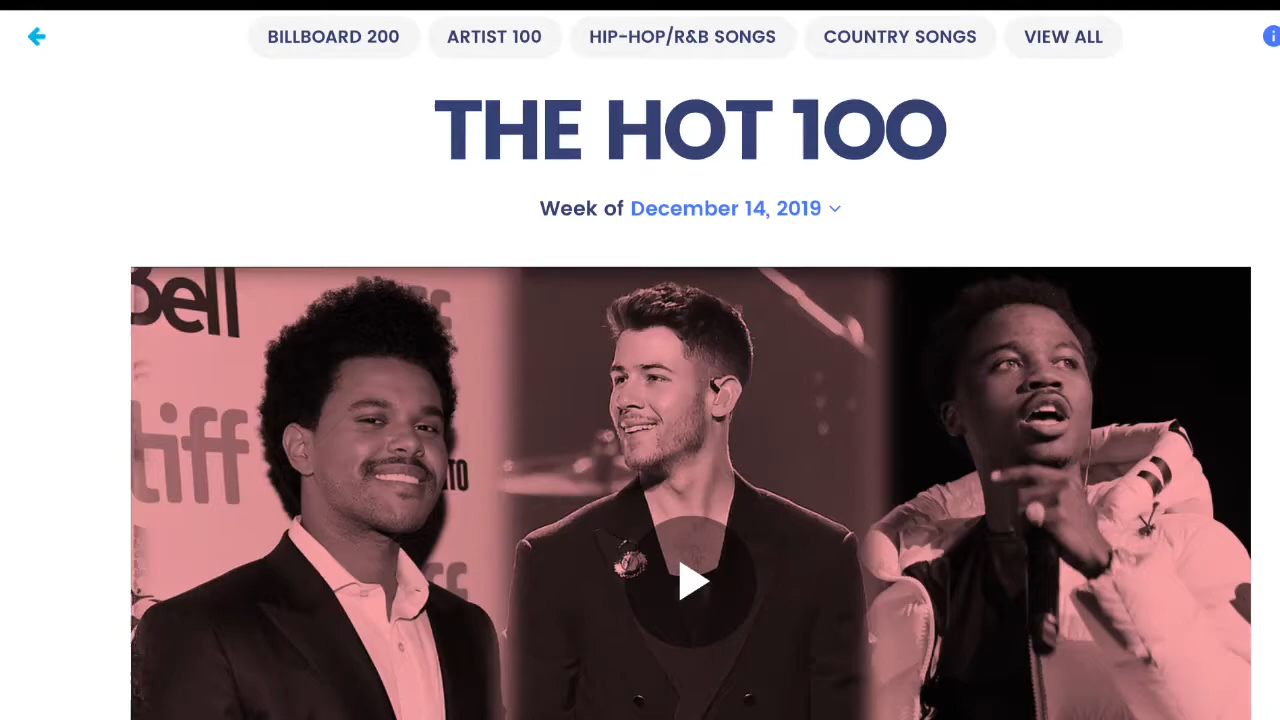 BILLBOARD 200 ARTIST 100 HIP-HOP/R&B SONGS COUNTRY SONGS VIEW ALL
THE HOT 100
Week of December 14, 2019
Bell
tiff